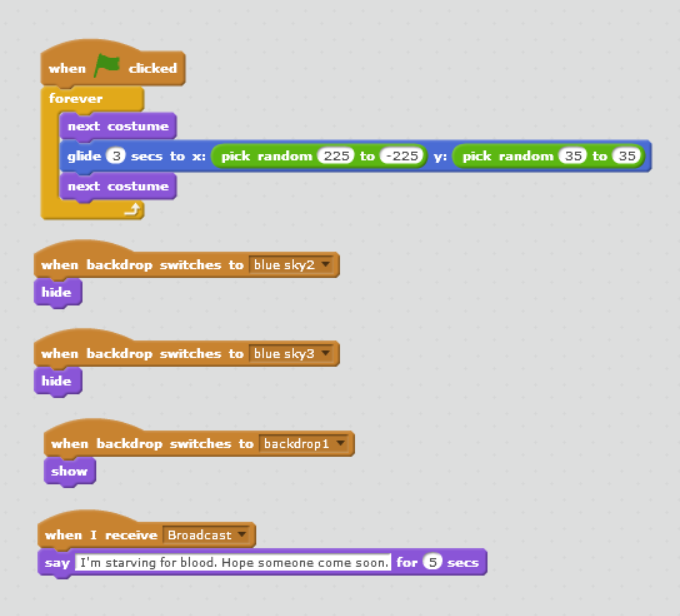 when clicked
forever
next costume
glide 3 secs to x: pick random 225 to -225 y: pick random 35 to 35
next costume
when backdrop switches to blue sky2
hide
when backdrop switches to blue sky3
hide
when backdrop switches to backdrop1
show
when I receive Broadcast
say I'm starving for blood. Hope someone come soon. for 5 secs